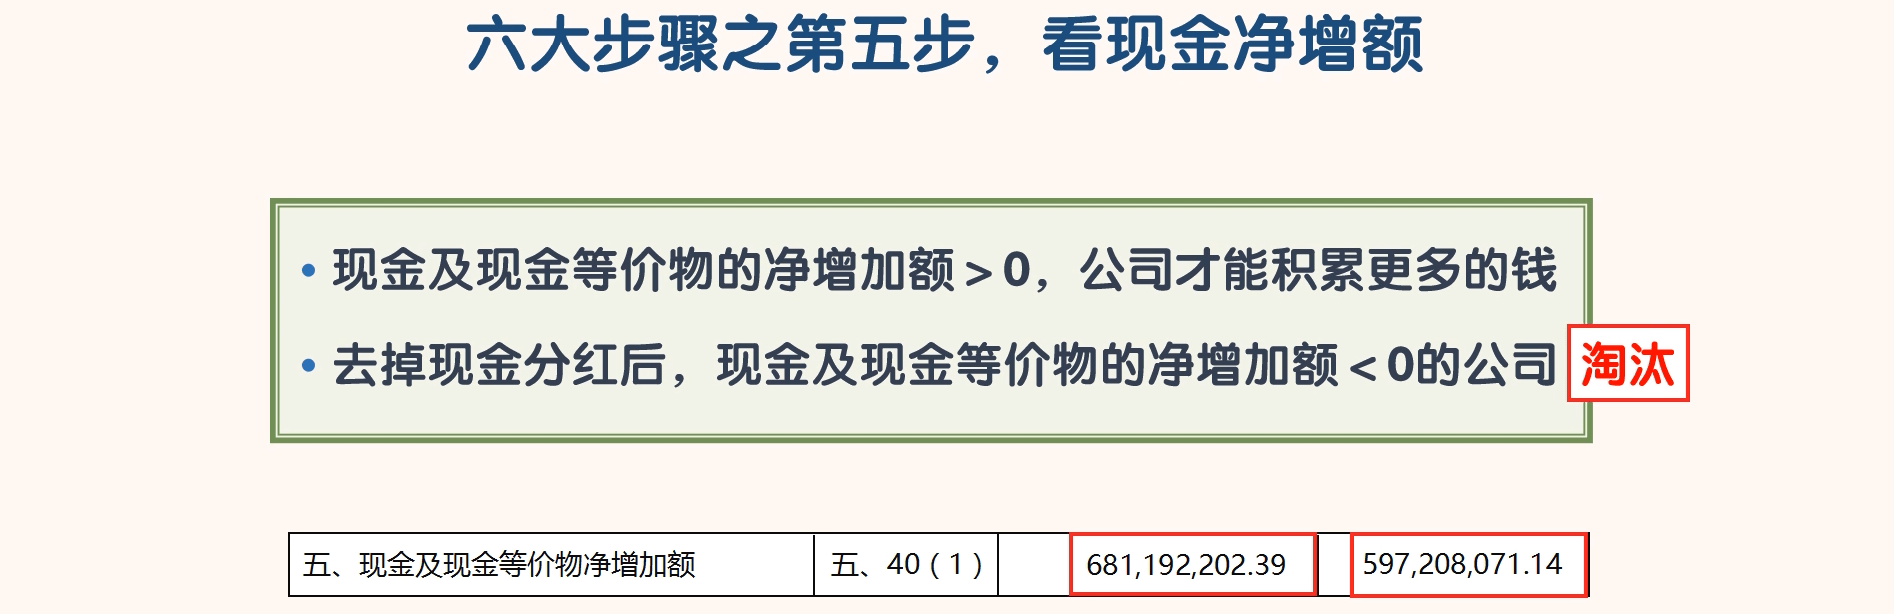 六大步骤之第五步，看现金净增额
• 现金及现金等价物的净增加额＞0，公司才能积累更多的钱
• 去掉现金分红后，现金及现金等价物的净增加额＜0的公司 淘汰
五、现金及现金等价物净增加额 五、40（1） 681,192,202.39 597,208,071.14